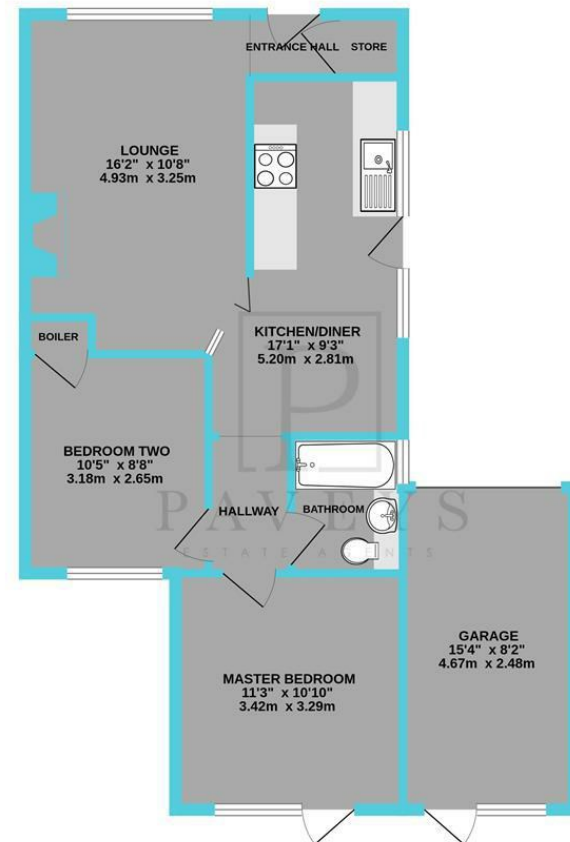 ENTRANCE HALL
STORE
LOUNGE
16'2" x 10'8"
4.93m x 3.25m
KITCHEN/DINER
17'1" x 9'3"
5.20m x 2.81m
BOILER
BEDROOM TWO
10'5" x 8'8"
3.18m x 2.65m
HALLWAY
BATHROOM
P
PAVEYS
ESTATE AGENTS
MASTER BEDROOM
11'3" x 10'10"
3.42m x 3.29m
GARAGE
15'4" x 8'2"
4.67m x 2.48m